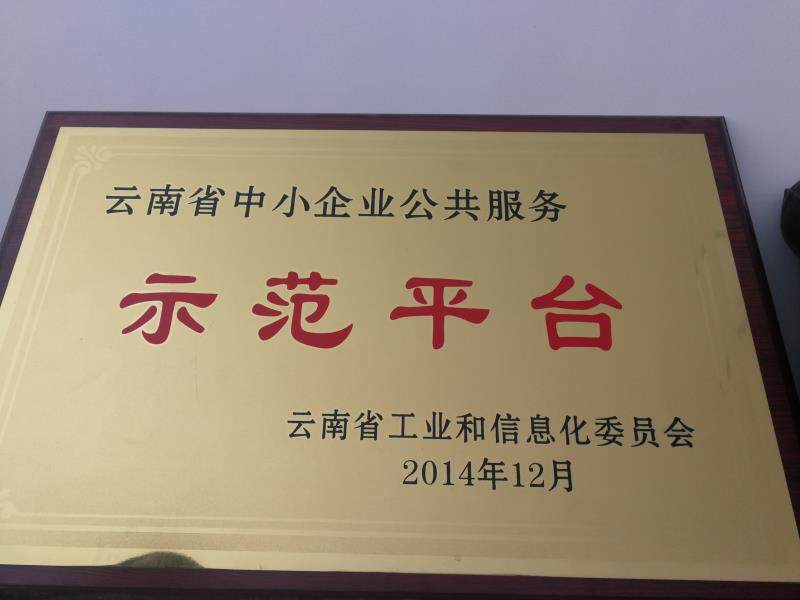 云南省中小企业公共服务
示范平台
云南省工业和信息化委员会
2014年12月